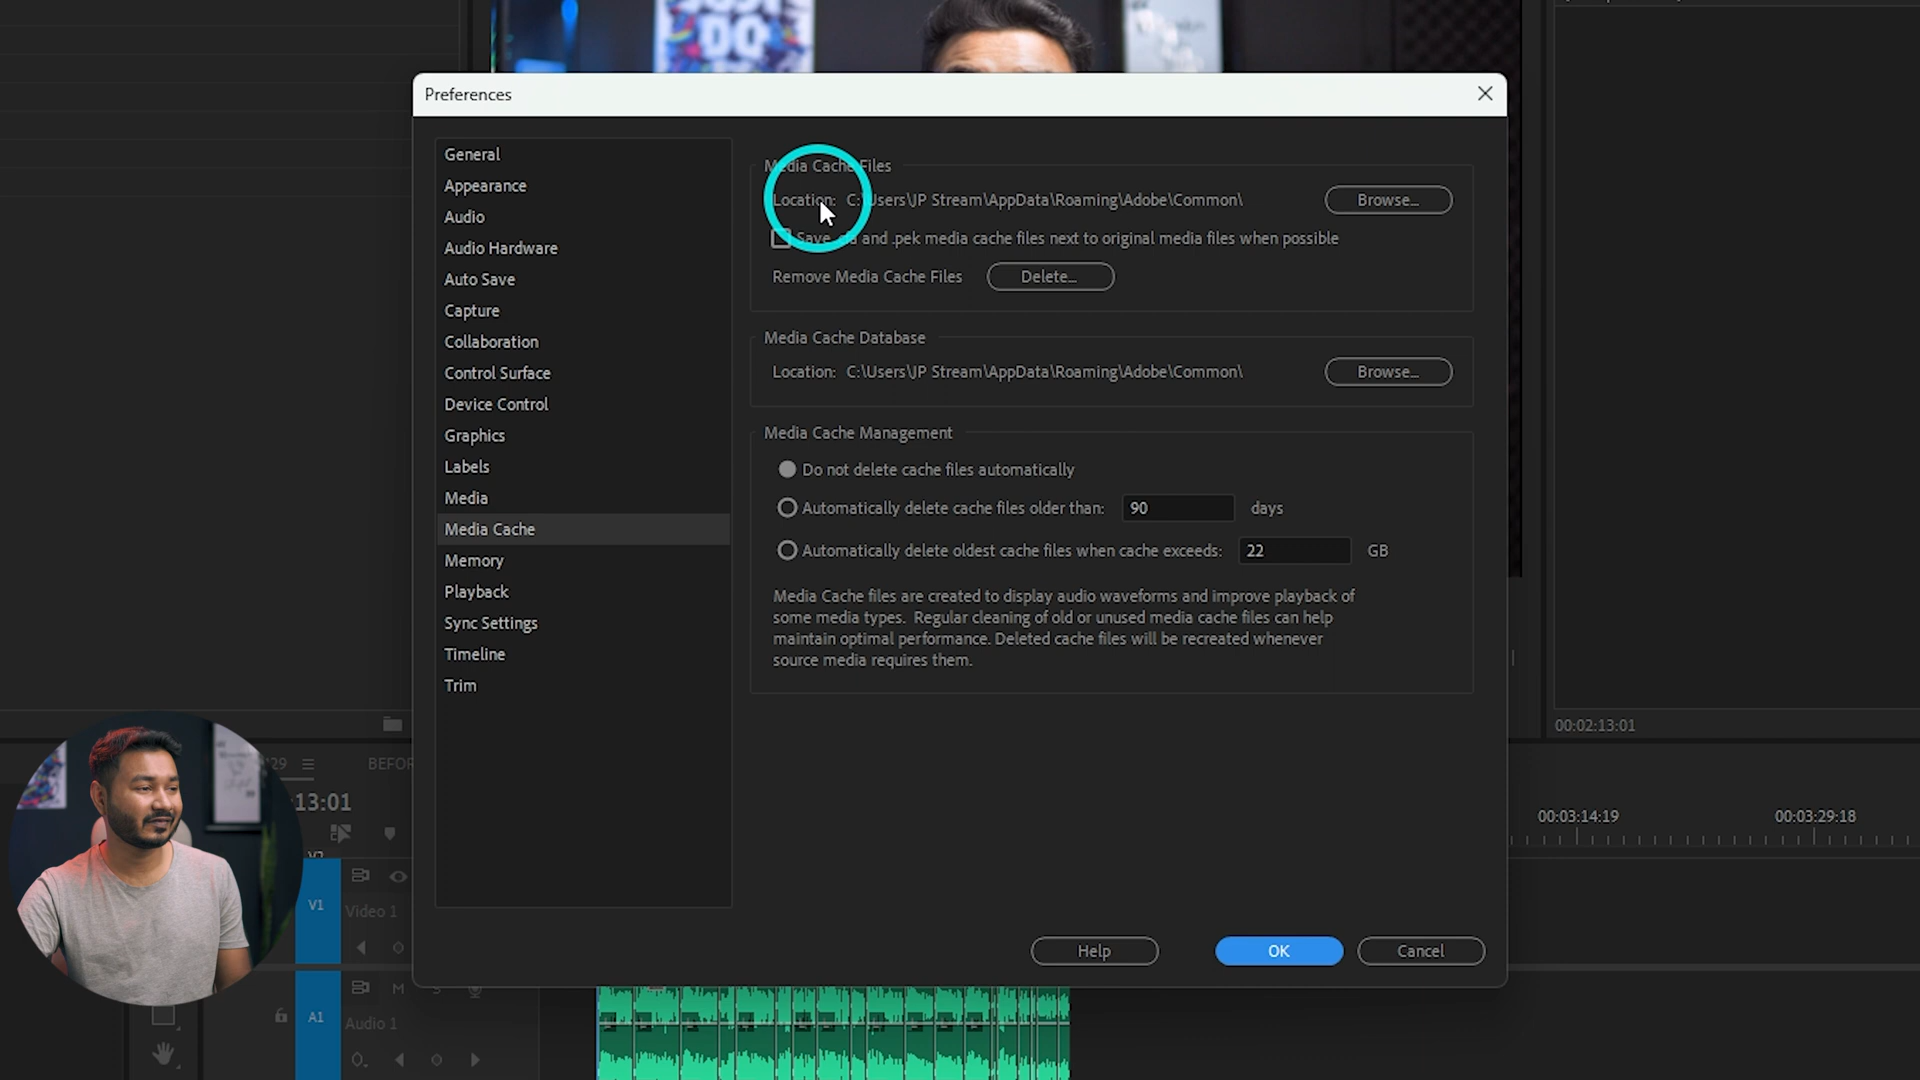 Preferences
General
Appearance
Audio
Audio Hardware
Auto Save
Capture
Collaboration
Control Surface
Device Control
Graphics
Labels
Media
Media Cache
Memory
Playback
Sync Settings
Timeline
Trim
Media Cache Files
Location: C:\Users\JP Stream\AppData\Roaming\Adobe\Common\ Browse...
Save .cfa and .pek media cache files next to original media files when possible
Remove Media Cache Files Delete...
Media Cache Database
Location: C:\Users\JP Stream\AppData\Roaming\Adobe\Common\ Browse...
Media Cache Management
Do not delete cache files automatically
Automatically delete cache files older than: 90 days
Automatically delete oldest cache files when cache exceeds: 22 GB
Media Cache files are created to display audio waveforms and improve playback of
some media types. Regular cleaning of old or unused media cache files can help
maintain optimal performance. Deleted cache files will be recreated whenever
source media requires them.
Help OK Cancel
00:02:13:01
29 BEFOR
:13:01
00:03:14:19 00:03:29:18
V1 Video 1
M S
A1 Audio 1